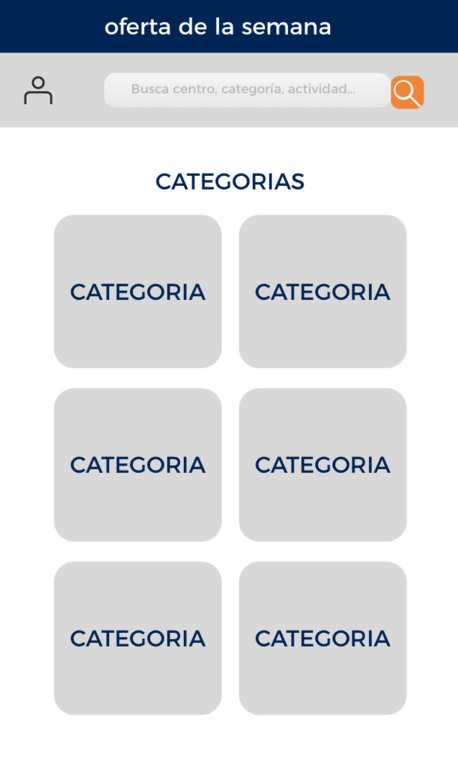 oferta de la semana
Busca centro, categoría, actividad...
CATEGORIAS
CATEGORIA CATEGORIA
CATEGORIA CATEGORIA
CATEGORIA CATEGORIA